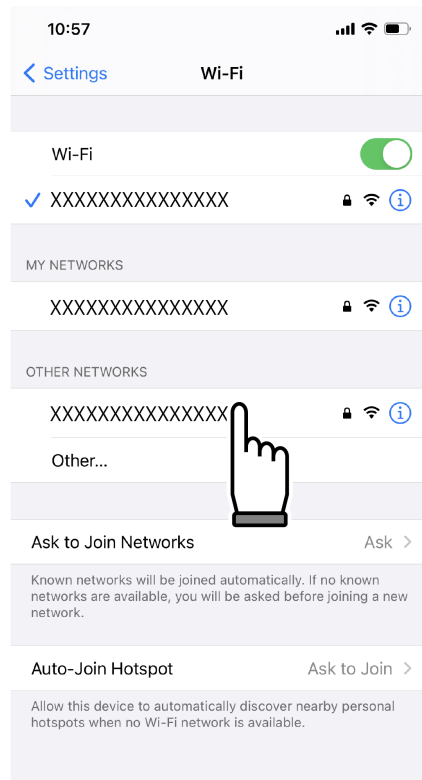 10:57
Settings
Wi-Fi
Wi-Fi
XXXXXXXXXXXXXXX
MY NETWORKS
XXXXXXXXXXXXXXX
OTHER NETWORKS
XXXXXXXXXXXXXXX
Other...
Ask to Join Networks Ask
Known networks will be joined automatically. If no known
networks are available, you will be asked before joining a new
network.
Auto-Join Hotspot Ask to Join
Allow this device to automatically discover nearby personal
hotspots when no Wi-Fi network is available.